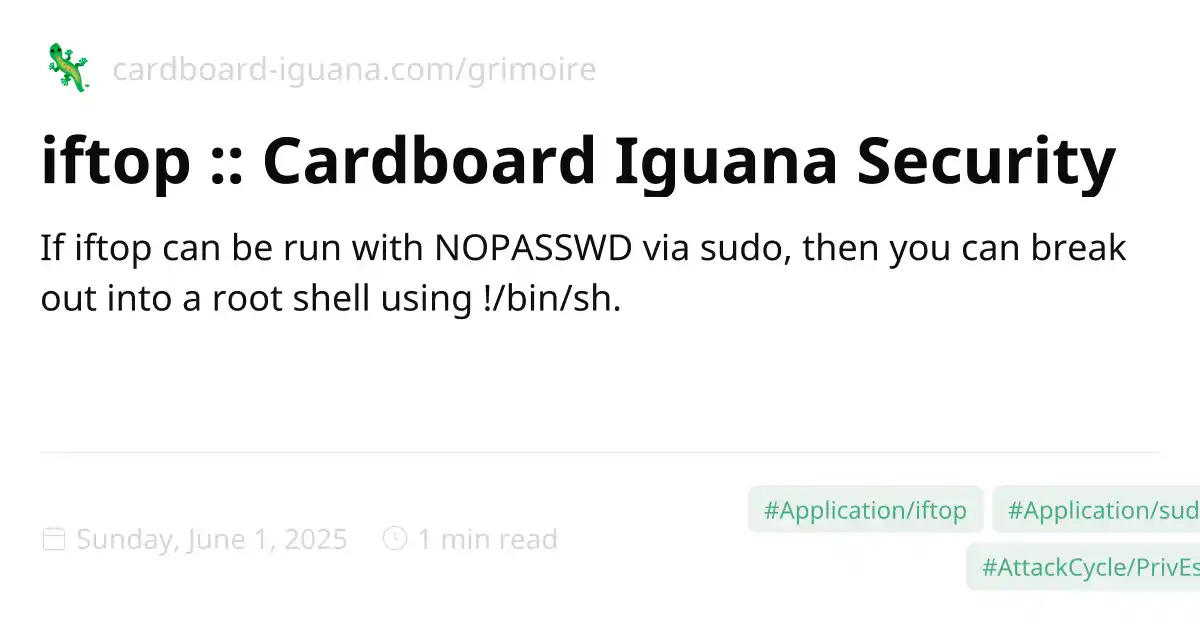 cardboard-iguana.com/grimoire
iftop :: Cardboard Iguana Security
If iftop can be run with NOPASSWD via sudo, then you can break
out into a root shell using !/bin/sh.
Sunday, June 1, 2025 1 min read
#Application/iftop #Application/sud
#AttackCycle/PrivEs